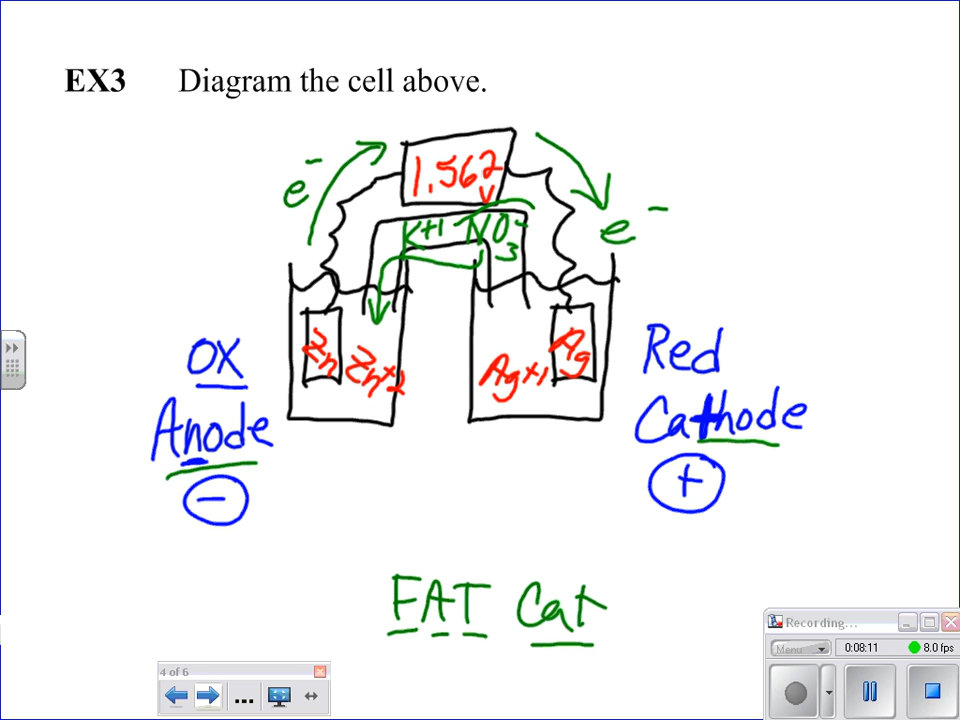 EX3 Diagram the cell above.
e⁻
1.562
V
K+1 NO3⁻
e⁻
Zn
Zn+2
Ag+1
Ag
OX
Anode
−
Red
Cathode
+
FAT Cat
Recording...
Menu
0:08:11
8.0 fps
4 of 6
...